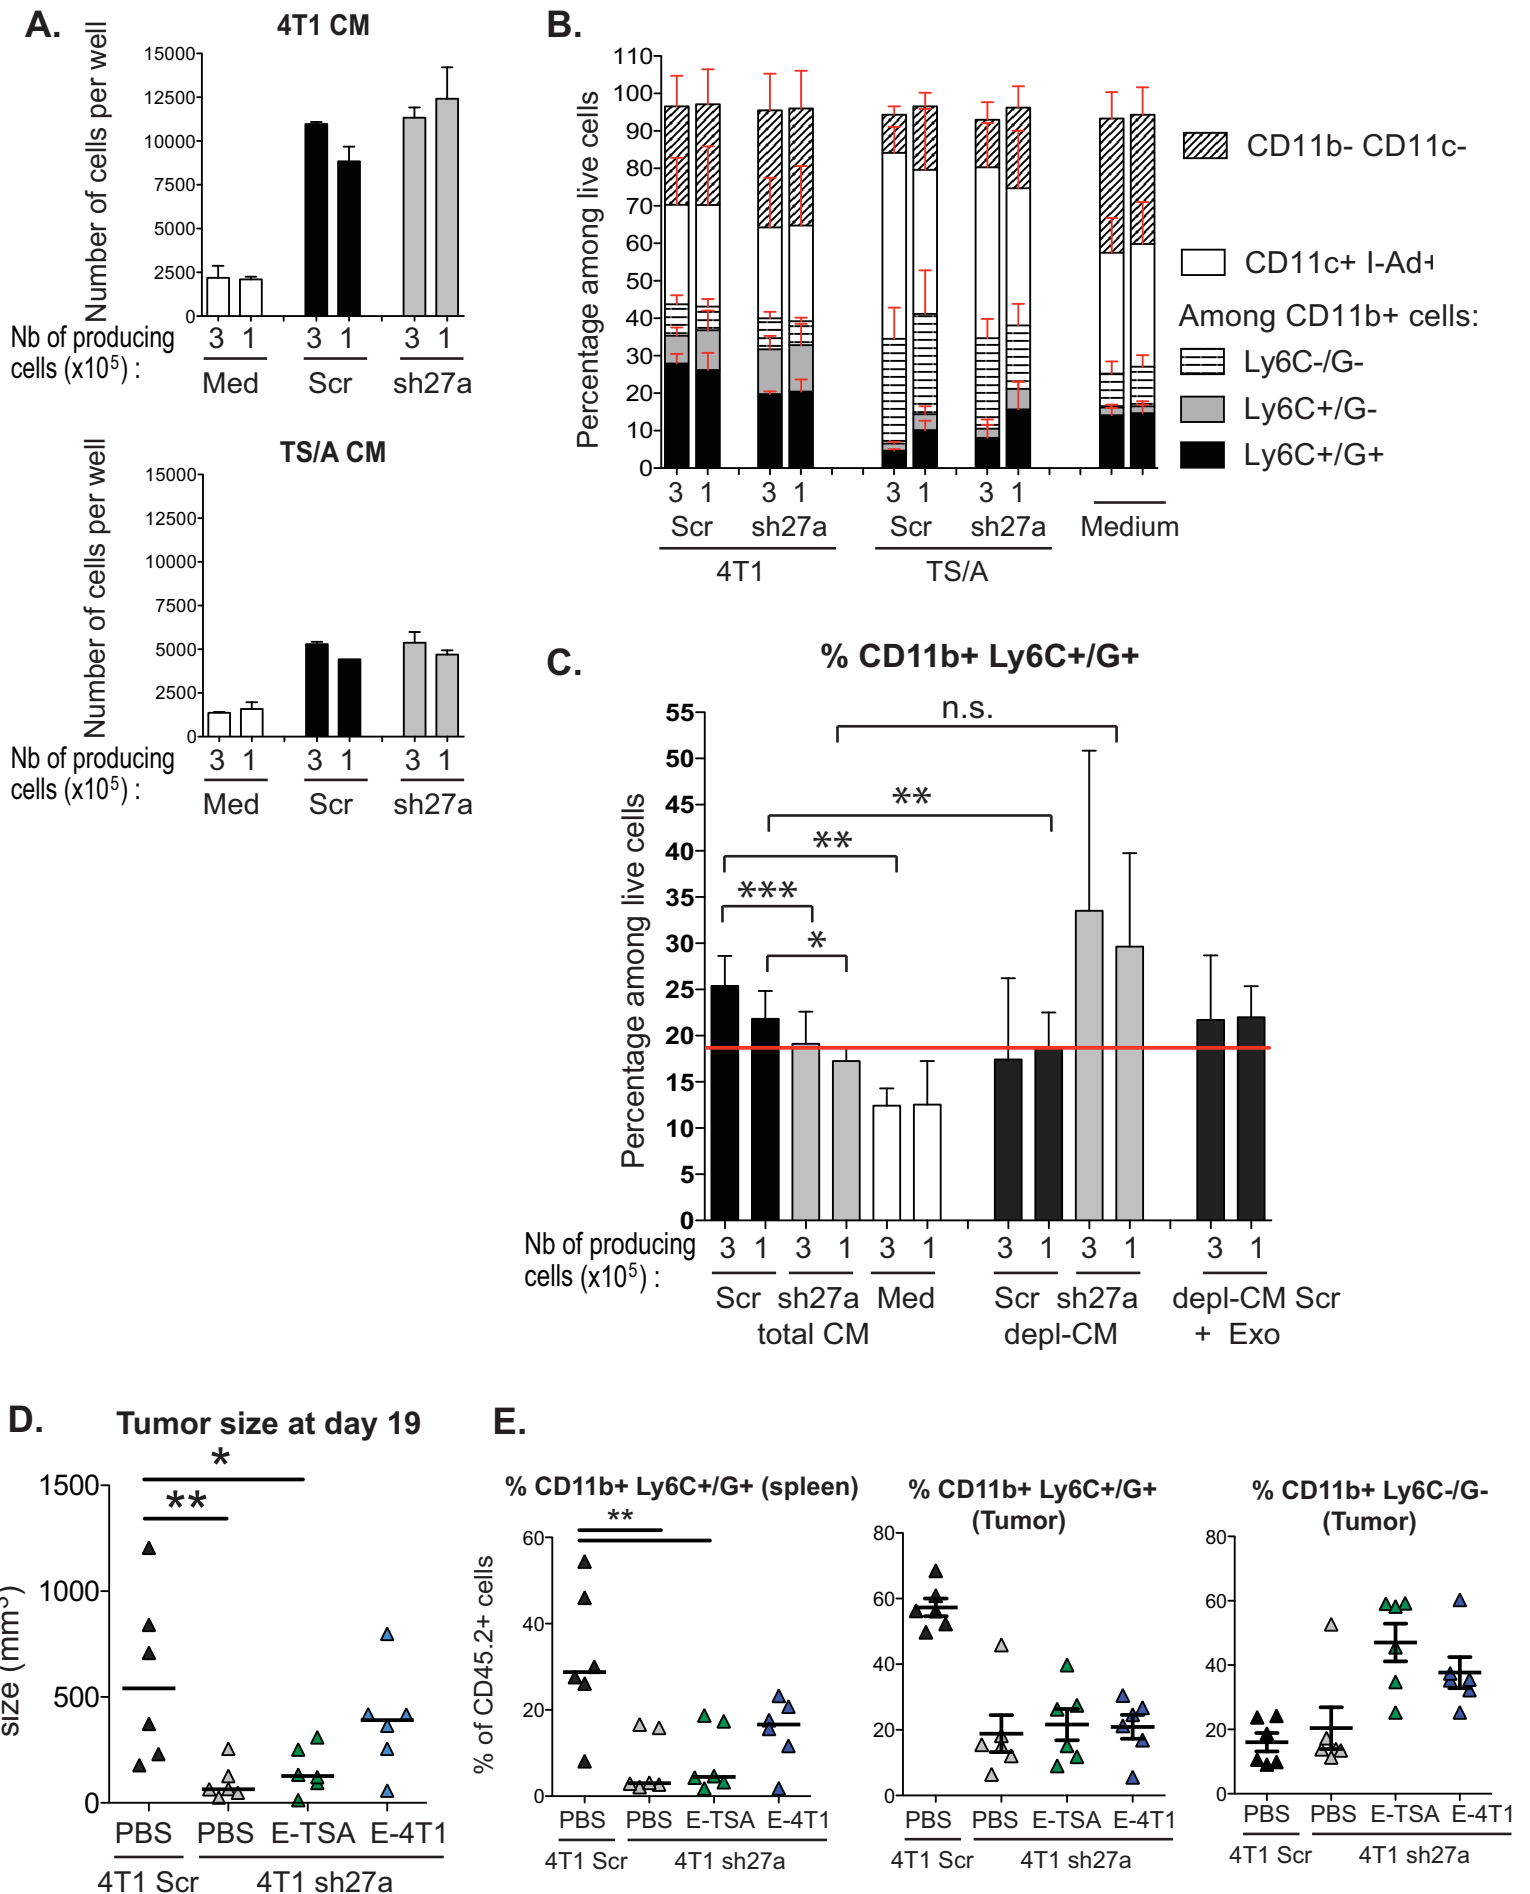 A.
4T1 CM
Number of cells per well
15000
12500
10000
7500
5000
2500
0
Nb of producing
cells (x10⁵) :
3 1 3 1 3 1
Med Scr sh27a
TS/A CM
Number of cells per well
15000
12500
10000
7500
5000
2500
0
Nb of producing
cells (x10⁵) :
3 1 3 1 3 1
Med Scr sh27a
B.
Percentage among live cells
110
100
90
80
70
60
50
40
30
20
10
0
3 1 3 1 3 1 3 1
Scr sh27a Scr sh27a Medium
4T1 TS/A
CD11b- CD11c-
CD11c+ I-Ad+
Among CD11b+ cells:
Ly6C-/G-
Ly6C+/G-
Ly6C+/G+
C.
% CD11b+ Ly6C+/G+
Percentage among live cells
55
50
45
40
35
30
25
20
15
10
5
0
n.s.
**
**
***
*
Nb of producing
cells (x10⁵) :
3 1 3 1 3 1 3 1 3 1 3 1
Scr sh27a Med Scr sh27a depl-CM Scr
total CM depl-CM + Exo
D.
Tumor size at day 19
*
**
size (mm³)
1500
1000
500
0
PBS PBS E-TSA E-4T1
4T1 Scr 4T1 sh27a
E.
% CD11b+ Ly6C+/G+ (spleen)
**
% of CD45.2+ cells
60
40
20
0
PBS PBS E-TSA E-4T1
4T1 Scr 4T1 sh27a
% CD11b+ Ly6C+/G+
(Tumor)
80
60
40
20
0
PBS PBS E-TSA E-4T1
4T1 Scr 4T1 sh27a
% CD11b+ Ly6C-/G-
(Tumor)
80
60
40
20
0
PBS PBS E-TSA E-4T1
4T1 Scr 4T1 sh27a